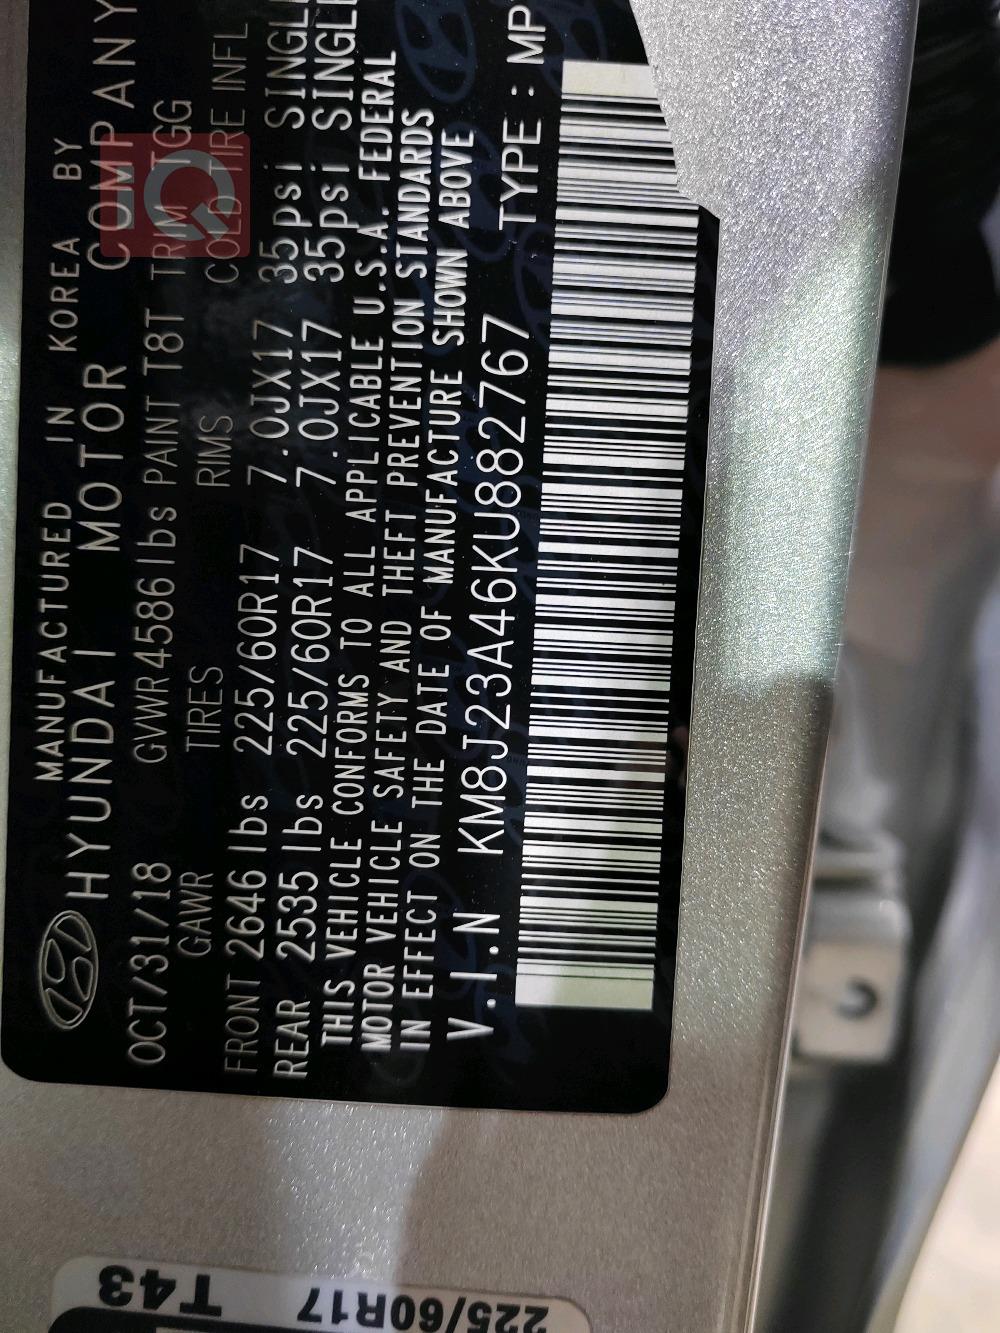 MANUFACTURED IN KOREA BY
HYUNDAI MOTOR COMPANY
OCT/31/18 GVWR 4586lbs PAINT T8T TRIM TGG
GAWR TIRES RIMS COLD TIRE INFL
FRONT 2646 lbs 225/60R17 7.0JX17 35psi SINGL
REAR 2535 lbs 225/60R17 7.0JX17 35psi SINGLE
THIS VEHICLE CONFORMS TO ALL APPLICABLE U.S.A. FEDERAL
MOTOR VEHICLE SAFETY AND THEFT PREVENTION STANDARDS
IN EFFECT ON THE DATE OF MANUFACTURE SHOWN ABOVE
V.I.N KM8J23A46KU882767 TYPE : MP
IQ
T43
225/60R17